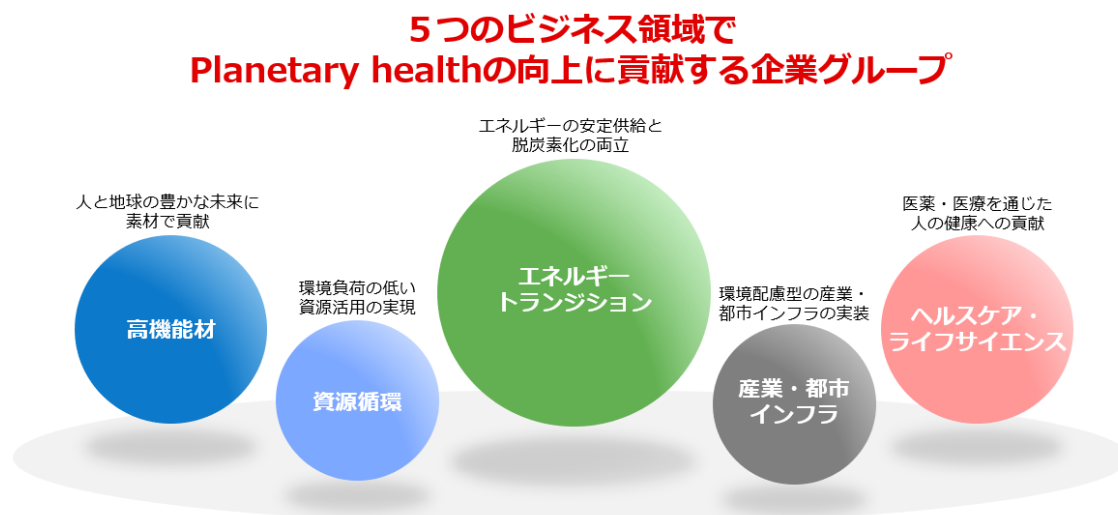 ５つのビジネス領域で
Planetary healthの向上に貢献する企業グループ
人と地球の豊かな未来に
素材で貢献
高機能材
環境負荷の低い
資源活用の実現
資源循環
エネルギーの安定供給と
脱炭素化の両立
エネルギー
トランジション
環境配慮型の産業・
都市インフラの実装
産業・都市
インフラ
医薬・医療を通じた
人の健康への貢献
ヘルスケア・
ライフサイエンス